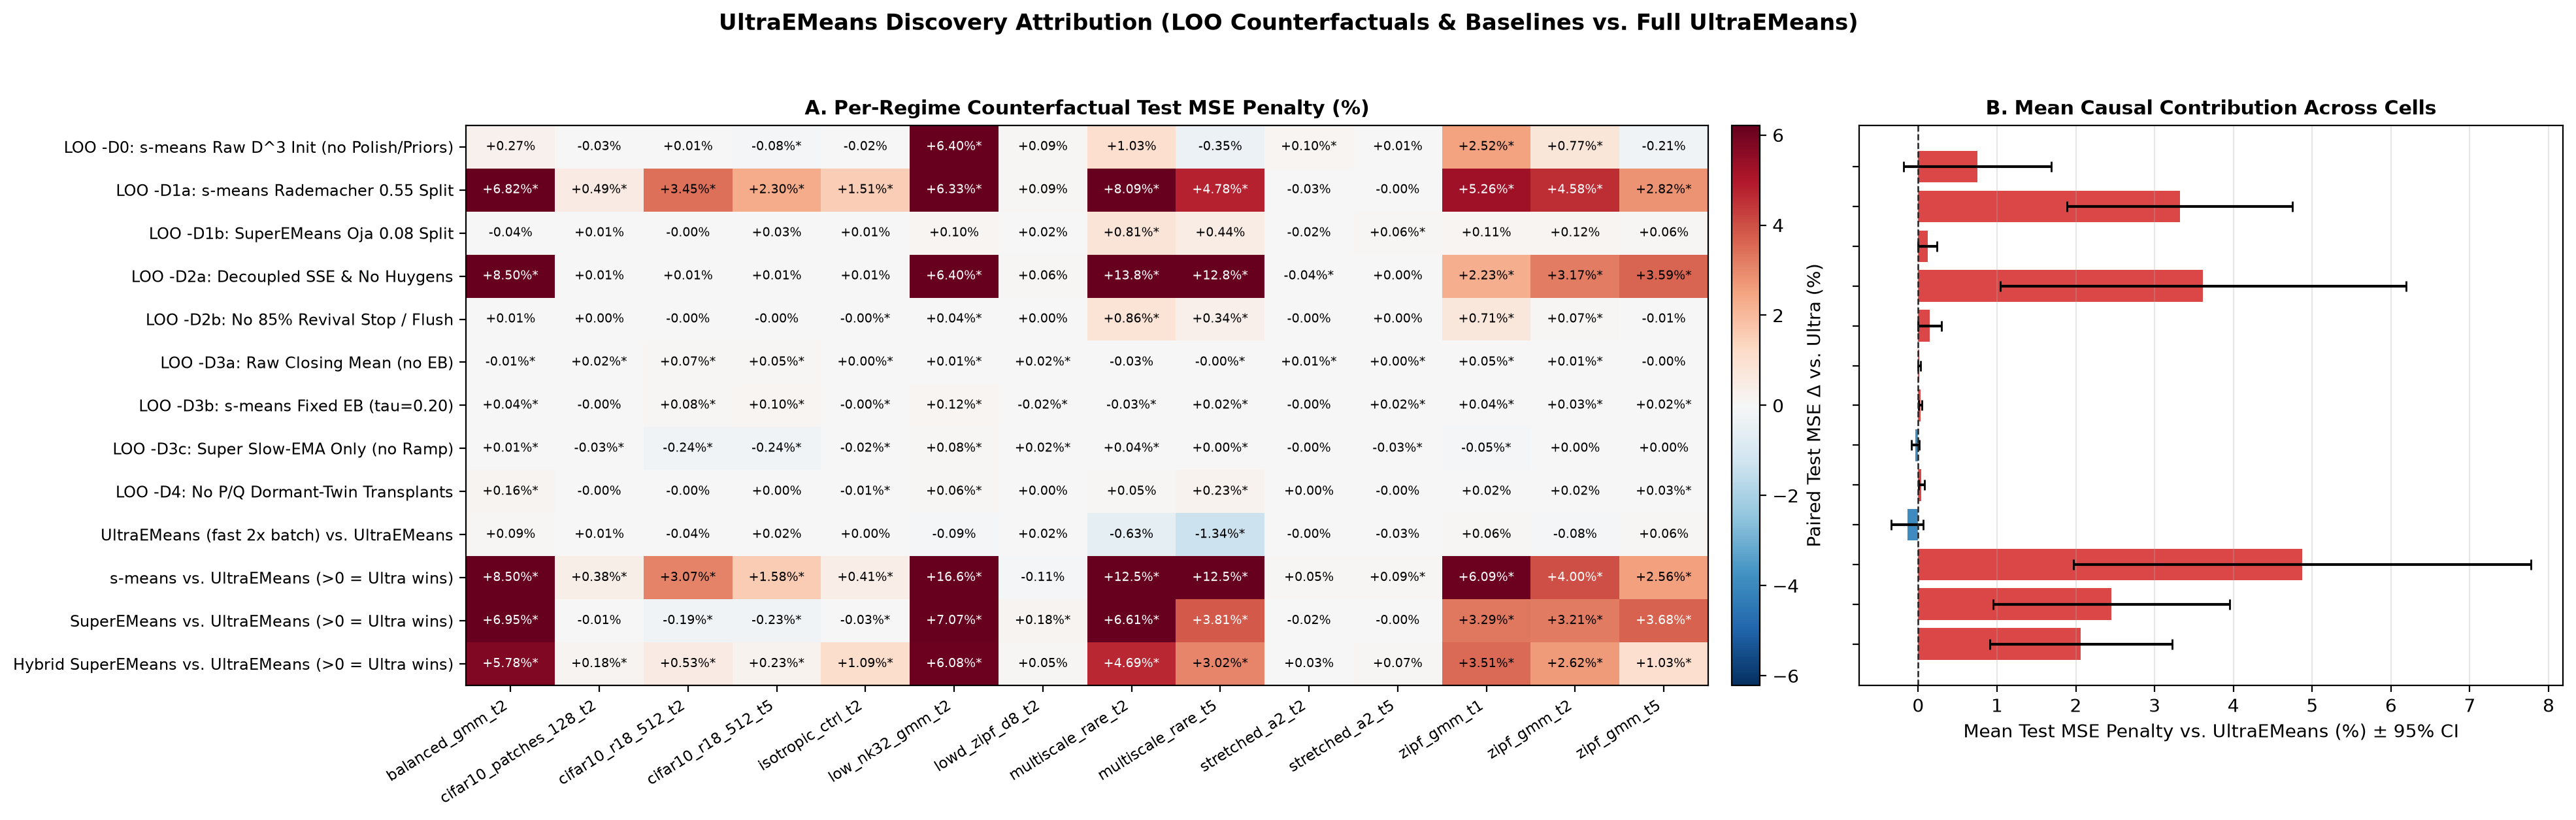 UltraEMeans Discovery Attribution (LOO Counterfactuals & Baselines vs. Full UltraEMeans)
A. Per-Regime Counterfactual Test MSE Penalty (%)
LOO -D0: s-means Raw D^3 Init (no Polish/Priors) +0.27% -0.03% +0.01% -0.08%* -0.02% +6.40%* +0.09% +1.03% -0.35% +0.10%* +0.01% +2.52%* +0.77%* -0.21%
LOO -D1a: s-means Rademacher 0.55 Split +6.82%* +0.49%* +3.45%* +2.30%* +1.51%* +6.33%* +0.09% +8.09%* +4.78%* -0.03% -0.00% +5.26%* +4.58%* +2.82%*
LOO -D1b: SuperEMeans Oja 0.08 Split -0.04% +0.01% -0.00% +0.03% +0.01% +0.10% +0.02% +0.81%* +0.44% -0.02% +0.06%* +0.11% +0.12% +0.06%
LOO -D2a: Decoupled SSE & No Huygens +8.50%* +0.01% +0.01% +0.01% +0.01% +6.40%* +0.06% +13.8%* +12.8%* -0.04%* +0.00% +2.23%* +3.17%* +3.59%*
LOO -D2b: No 85% Revival Stop / Flush +0.01% +0.00% -0.00% -0.00% -0.00%* +0.04%* +0.00% +0.86%* +0.34%* -0.00% +0.00% +0.71%* +0.07%* -0.01%
LOO -D3a: Raw Closing Mean (no EB) -0.01%* +0.02%* +0.07%* +0.05%* +0.00%* +0.01%* +0.02%* -0.03% -0.00%* +0.01%* +0.00%* +0.05%* +0.01%* -0.00%
LOO -D3b: s-means Fixed EB (tau=0.20) +0.04%* -0.00% +0.08%* +0.10%* -0.00%* +0.12%* -0.02%* -0.03%* +0.02%* -0.00% +0.02%* +0.04%* +0.03%* +0.02%*
LOO -D3c: Super Slow-EMA Only (no Ramp) +0.01%* -0.03%* -0.24%* -0.24%* -0.02%* +0.08%* +0.02%* +0.04%* +0.00%* -0.00% -0.03%* -0.05%* +0.00% +0.00%
LOO -D4: No P/Q Dormant-Twin Transplants +0.16%* -0.00% -0.00% +0.00% -0.01%* +0.06%* +0.00% +0.05% +0.23%* +0.00% -0.00% +0.02% +0.02% +0.03%*
UltraEMeans (fast 2x batch) vs. UltraEMeans +0.09% +0.01% -0.04% +0.02% +0.00% -0.09% +0.02% -0.63% -1.34%* -0.00% -0.03% +0.06% -0.08% +0.06%
s-means vs. UltraEMeans (>0 = Ultra wins) +8.50%* +0.38%* +3.07%* +1.58%* +0.41%* +16.6%* -0.11% +12.5%* +12.5%* +0.05% +0.09%* +6.09%* +4.00%* +2.56%*
SuperEMeans vs. UltraEMeans (>0 = Ultra wins) +6.95%* -0.01% -0.19%* -0.23%* -0.03%* +7.07%* +0.18%* +6.61%* +3.81%* -0.02% -0.00% +3.29%* +3.21%* +3.68%*
Hybrid SuperEMeans vs. UltraEMeans (>0 = Ultra wins) +5.78%* +0.18%* +0.53%* +0.23%* +1.09%* +6.08%* +0.05% +4.69%* +3.02%* +0.03% +0.07% +3.51%* +2.62%* +1.03%*
balanced_gmm_t2
cifar10_patches_128_t2
cifar10_r18_512_t2
cifar10_r18_512_t5
isotropic_ctrl_t2
low_nk32_gmm_t2
lowd_zipf_d8_t2
multiscale_rare_t2
multiscale_rare_t5
stretched_a2_t2
stretched_a2_t5
zipf_gmm_t1
zipf_gmm_t2
zipf_gmm_t5
6
4
2
0
−2
−4
−6
Paired Test MSE Δ vs. Ultra (%)
B. Mean Causal Contribution Across Cells
0 1 2 3 4 5 6 7 8
Mean Test MSE Penalty vs. UltraEMeans (%) ± 95% CI